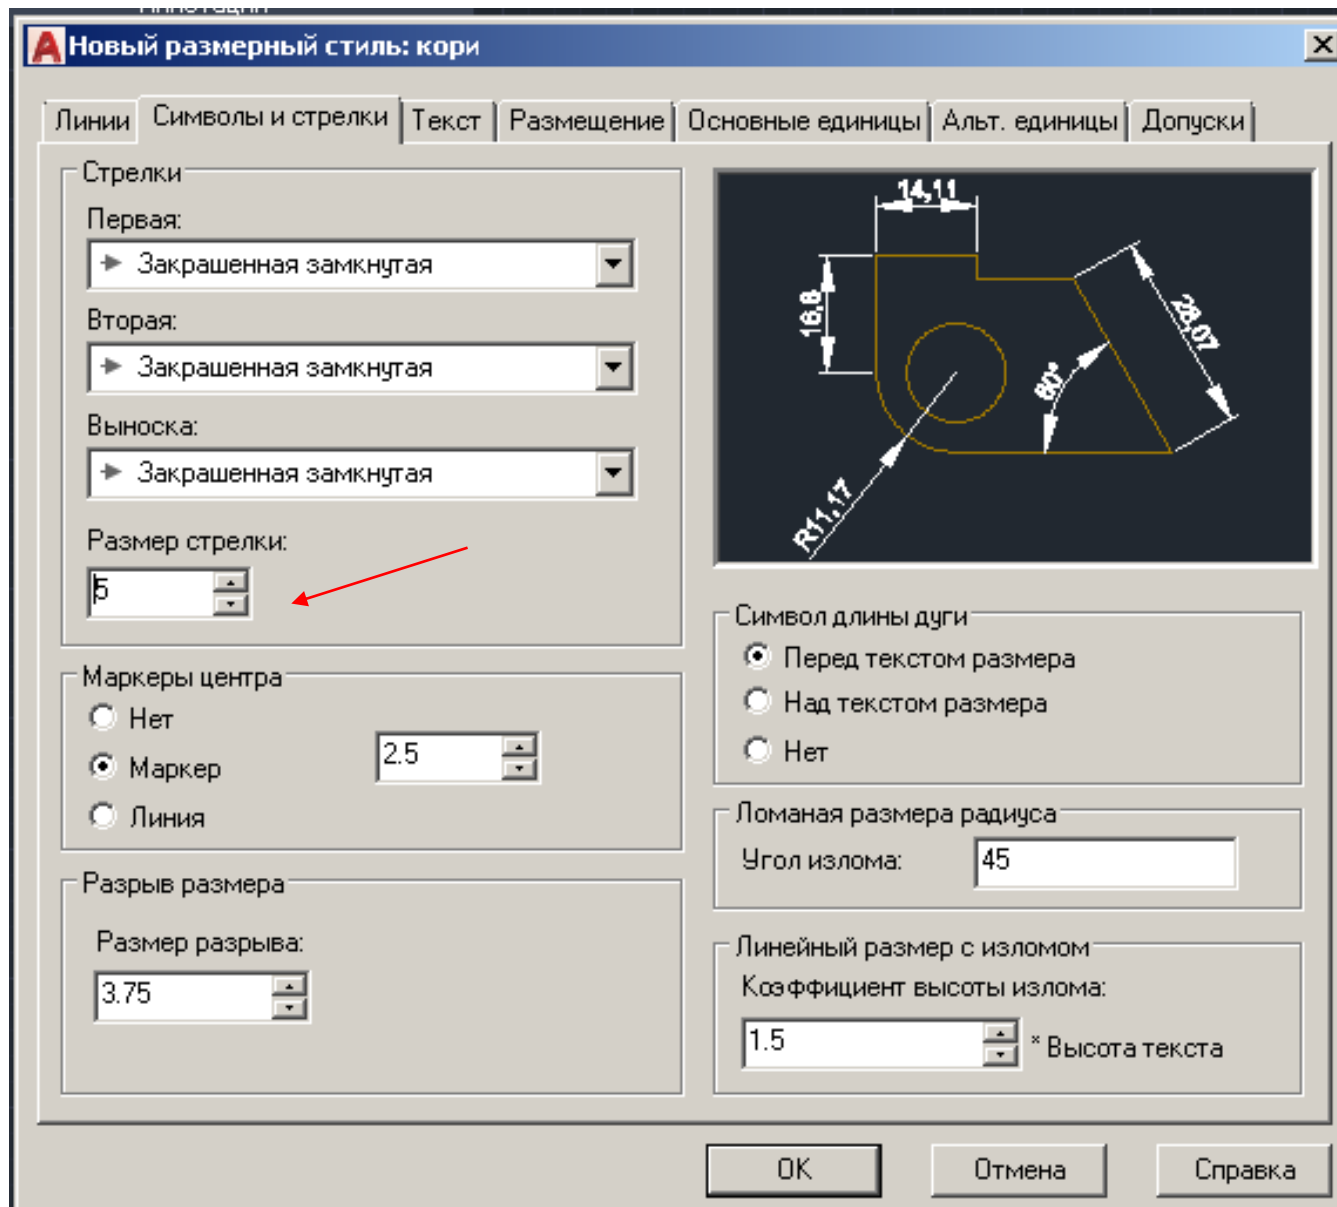 Аннотации
Новый размерный стиль: кори
Линии Символы и стрелки Текст Размещение Основные единицы Альт. единицы Допуски
Стрелки
Первая:
Закрашенная замкнутая
Вторая:
Закрашенная замкнутая
Выноска:
Закрашенная замкнутая
Размер стрелки:
5
Маркеры центра
Нет
Маркер
2.5
Линия
Разрыв размера
Размер разрыва:
3.75
14,11
16,6
28,07
60°
R11,17
Символ длины дуги
Перед текстом размера
Над текстом размера
Нет
Ломаная размера радиуса
Угол излома: 45
Линейный размер с изломом
Коэффициент высоты излома:
1.5 * Высота текста
OK Отмена Справка